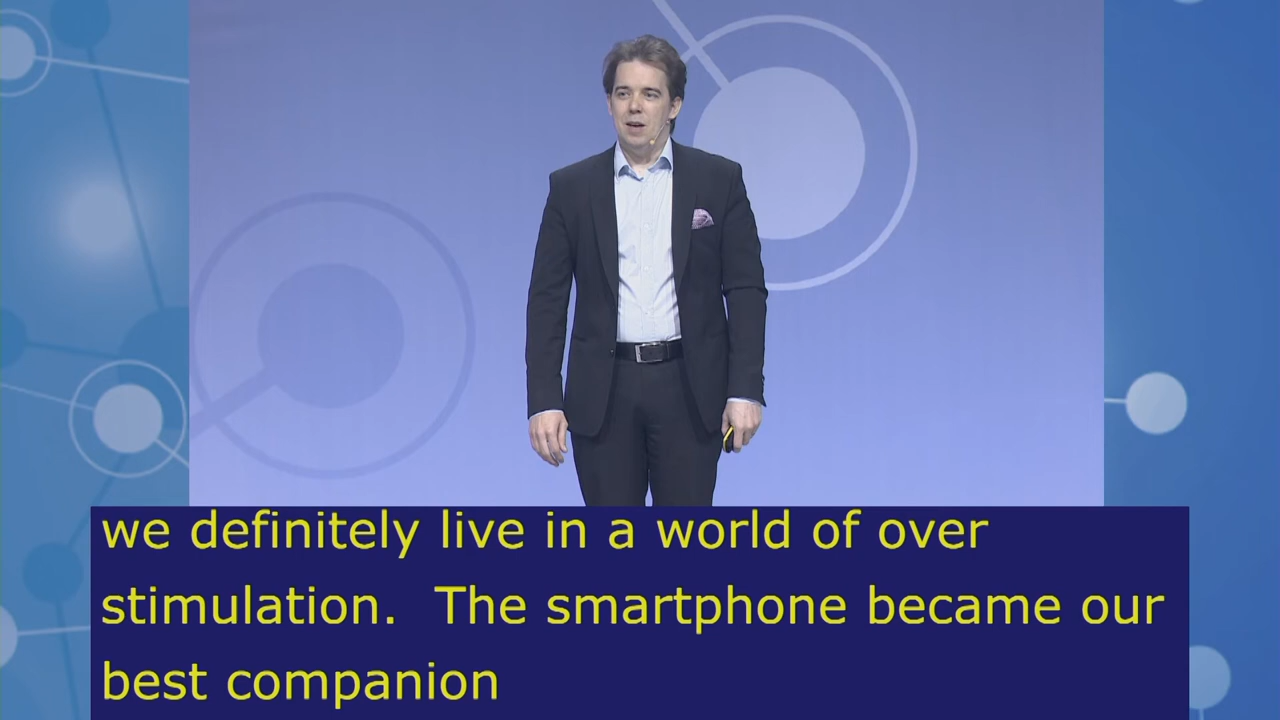 we definitely live in a world of over
stimulation.  The smartphone became our
best companion